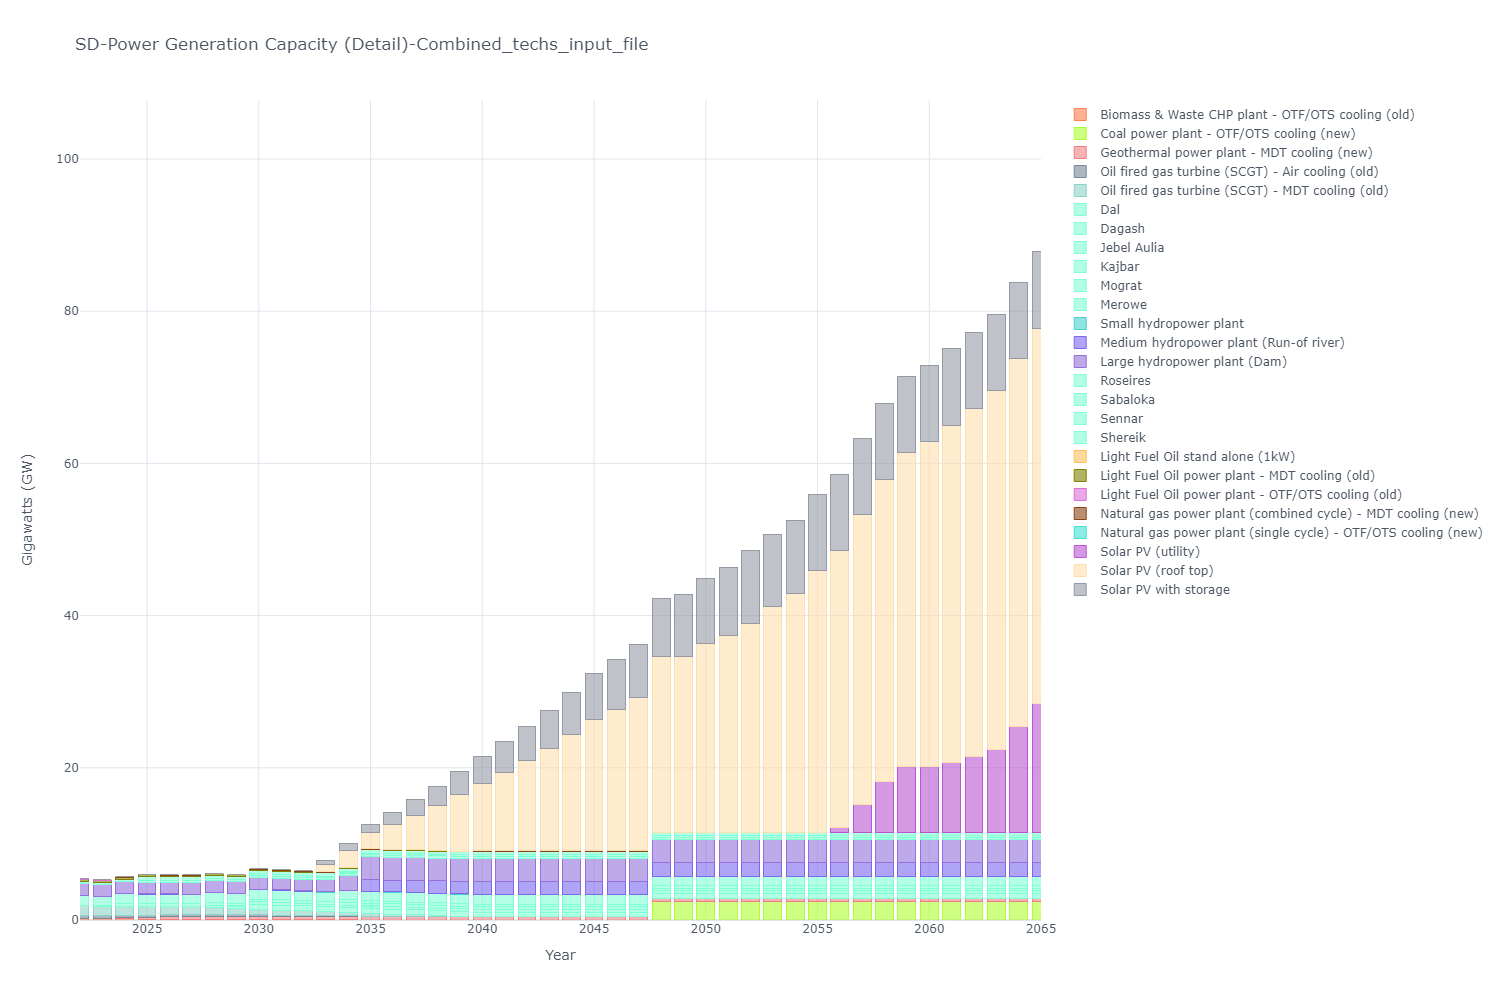 SD-Power Generation Capacity (Detail)-Combined_techs_input_file
Gigawatts (GW)
100
80
60
40
20
0
2025
2030
2035
2040
2045
2050
2055
2060
2065
Year
Biomass & Waste CHP plant - OTF/OTS cooling (old)
Coal power plant - OTF/OTS cooling (new)
Geothermal power plant - MDT cooling (new)
Oil fired gas turbine (SCGT) - Air cooling (old)
Oil fired gas turbine (SCGT) - MDT cooling (old)
Dal
Dagash
Jebel Aulia
Kajbar
Mograt
Merowe
Small hydropower plant
Medium hydropower plant (Run-of river)
Large hydropower plant (Dam)
Roseires
Sabaloka
Sennar
Shereik
Light Fuel Oil stand alone (1kW)
Light Fuel Oil power plant - MDT cooling (old)
Light Fuel Oil power plant - OTF/OTS cooling (old)
Natural gas power plant (combined cycle) - MDT cooling (new)
Natural gas power plant (single cycle) - OTF/OTS cooling (new)
Solar PV (utility)
Solar PV (roof top)
Solar PV with storage